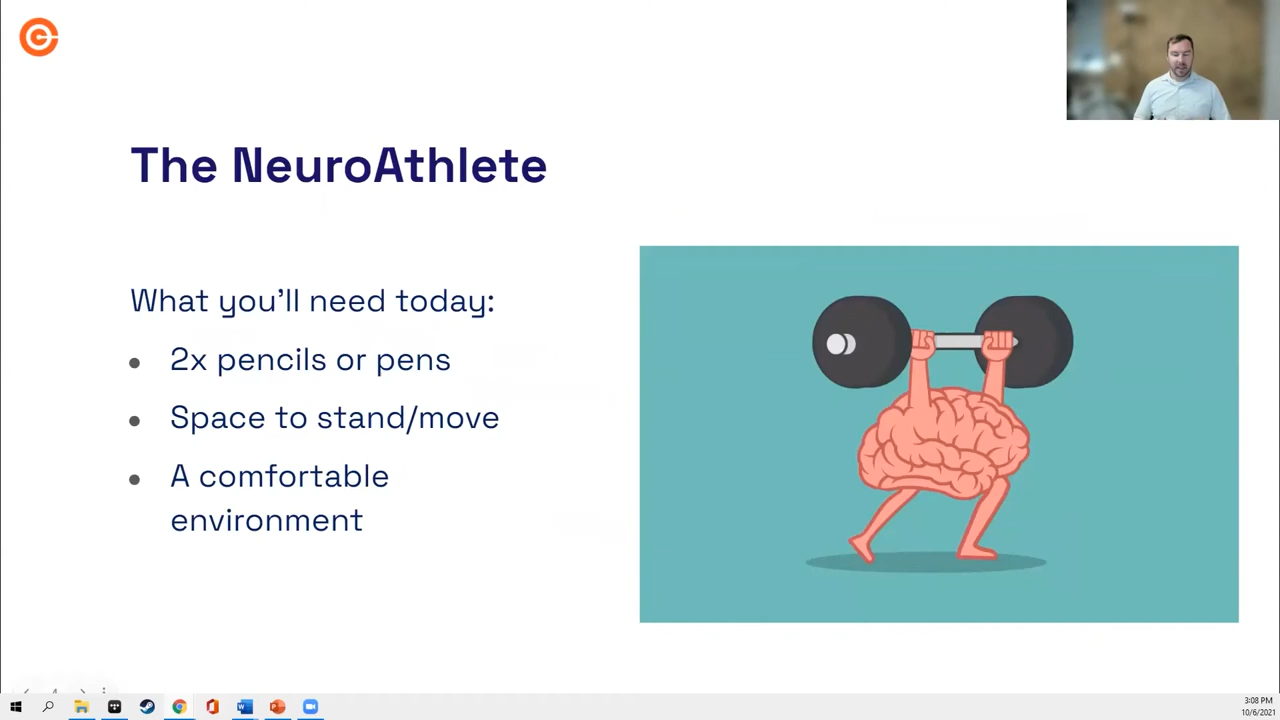 The NeuroAthlete
What you'll need today:
2x pencils or pens
Space to stand/move
A comfortable
environment
3:08 PM
10/6/2021